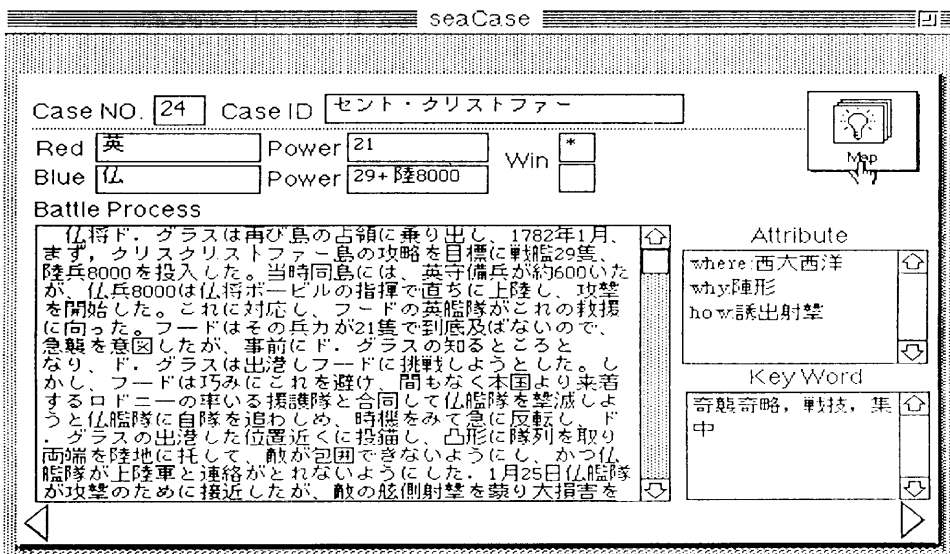 seaCase
Case NO. 24 Case ID セント・クリストファー
Red 英 Power 21 Win *
Blue 仏 Power 29+陸8000
Map
Battle Process
仏将ド．グラスは再び島の占領に乗り出し、1782年1月、
まず，クリスクリストファー島の攻略を目標に戦艦29隻、
陸兵8000を投入した。当時同島には、英守備兵が約600いた
が、仏兵8000は仏将ボービルの指揮で直ちに上陸し、攻撃
を開始した。これに対応し、フードの英艦隊がこれの救援
に向った。フードはその兵力が21隻で到底及ばないので、
急襲を意図したが、事前にド．グラスの知るところと
なり、ド．グラスは出港しフードに挑戦しようとした。し
かし、フードは巧みにこれを避け、間もなく本国より来着
するロドニーの率いる援護隊と合同して仏艦隊を撃滅しよ
うと仏艦隊に自隊を追わしめ、時機をみて急に反転し、ド
．グラスの出港した位置近くに投錨し、凸形に隊列を取り
両端を陸地に托して、敵が包囲できないようにし、かつ仏
艦隊が上陸軍と連絡がとれないようにした．1月25日仏艦隊
が攻撃のために接近したが、敵の舷側射撃を蒙り大損害を
Attribute
where:西大西洋
why:陣形
how:誘出射撃
Key Word
奇襲奇略，戦技，集
中